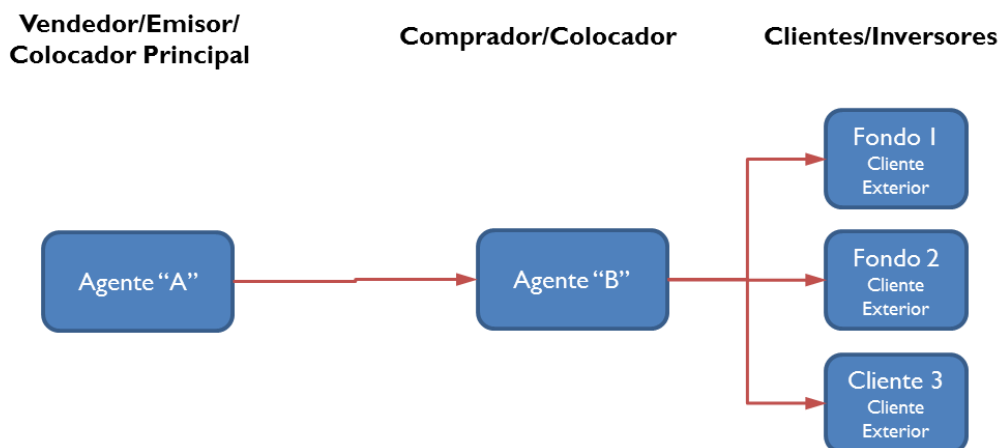 Vendedor/Emisor/
Colocador Principal
Comprador/Colocador
Clientes/Inversores
Agente “A”
Agente “B”
Fondo 1
Cliente
Exterior
Fondo 2
Cliente
Exterior
Cliente 3
Cliente
Exterior